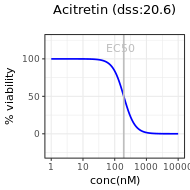 Acitretin (dss:20.6)
EC50
% viability
100
50
0
1 10 100 1000 10000
conc(nM)